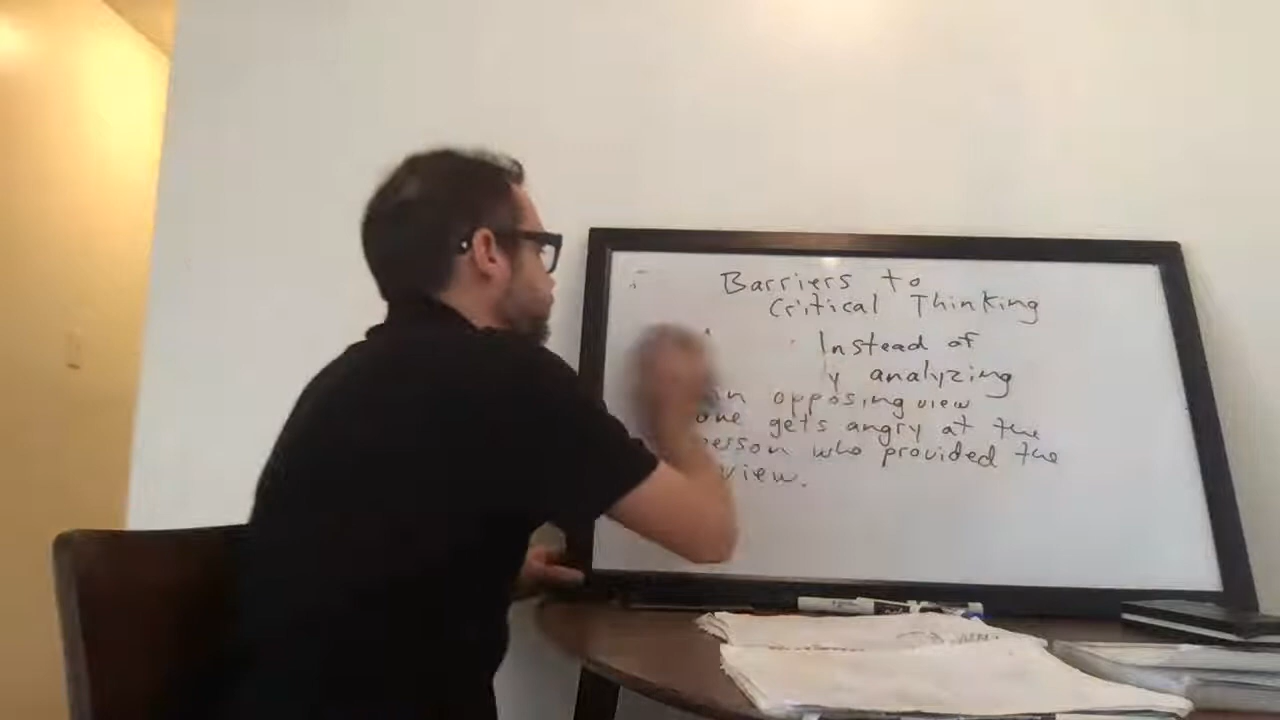 Barriers to
Critical Thinking
Instead of
y analyzing
an opposing view
one gets angry at the
person who provided the
view.